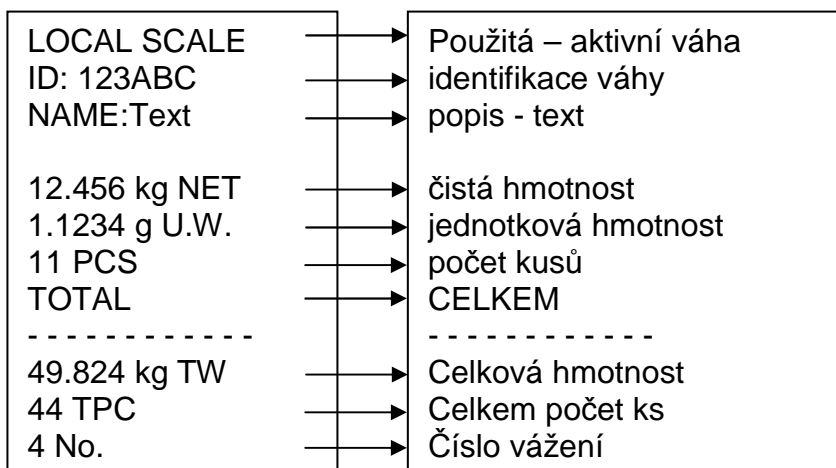 LOCAL SCALE
ID: 123ABC
NAME:Text
12.456 kg NET
1.1234 g U.W.
11 PCS
TOTAL
- - - - - - - - - - - -
49.824 kg TW
44 TPC
4 No.
Použitá – aktivní váha
identifikace váhy
popis - text
čistá hmotnost
jednotková hmotnost
počet kusů
CELKEM
- - - - - - - - - - - -
Celková hmotnost
Celkem počet ks
Číslo vážení